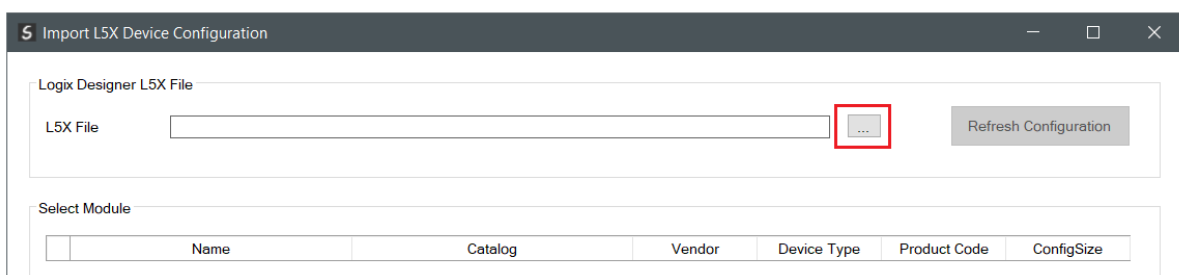 S Import L5X Device Configuration
Logix Designer L5X File
L5X File ... Refresh Configuration
Select Module
Name Catalog Vendor Device Type Product Code ConfigSize